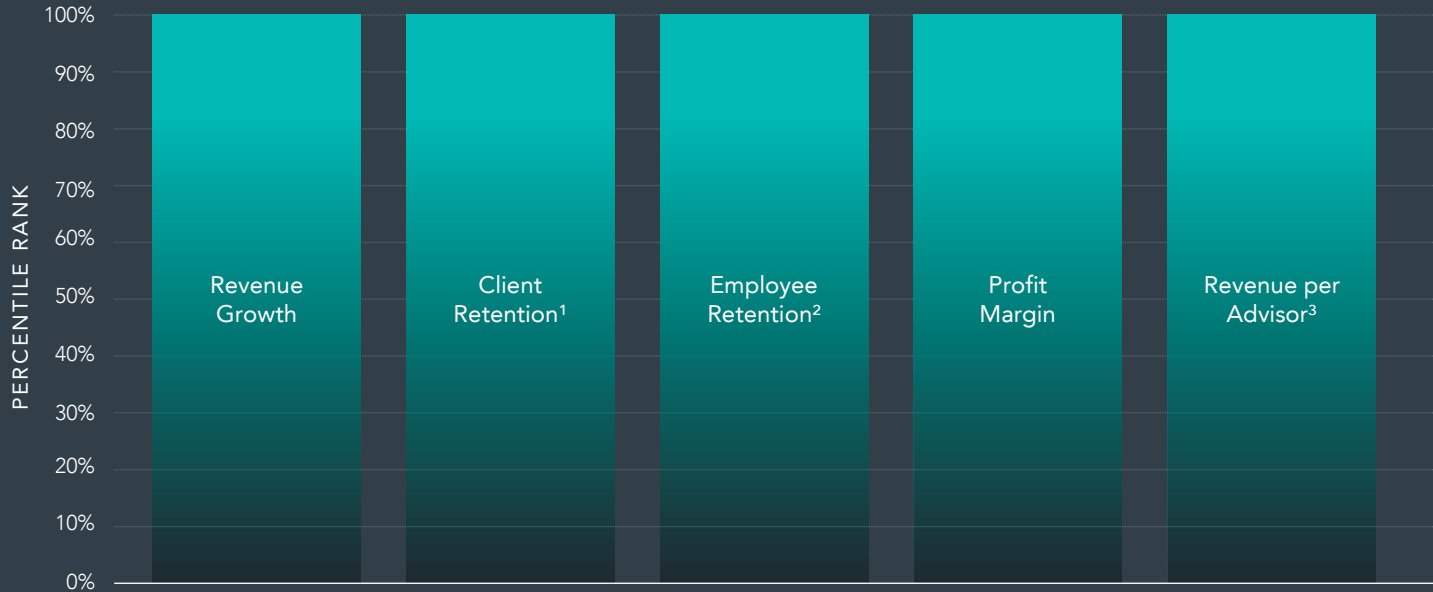 PERCENTILE RANK
100%
90%
80%
70%
60%
50%
40%
30%
20%
10%
0%
Revenue
Growth
Client
Retention¹
Employee
Retention²
Profit
Margin
Revenue per
Advisor³